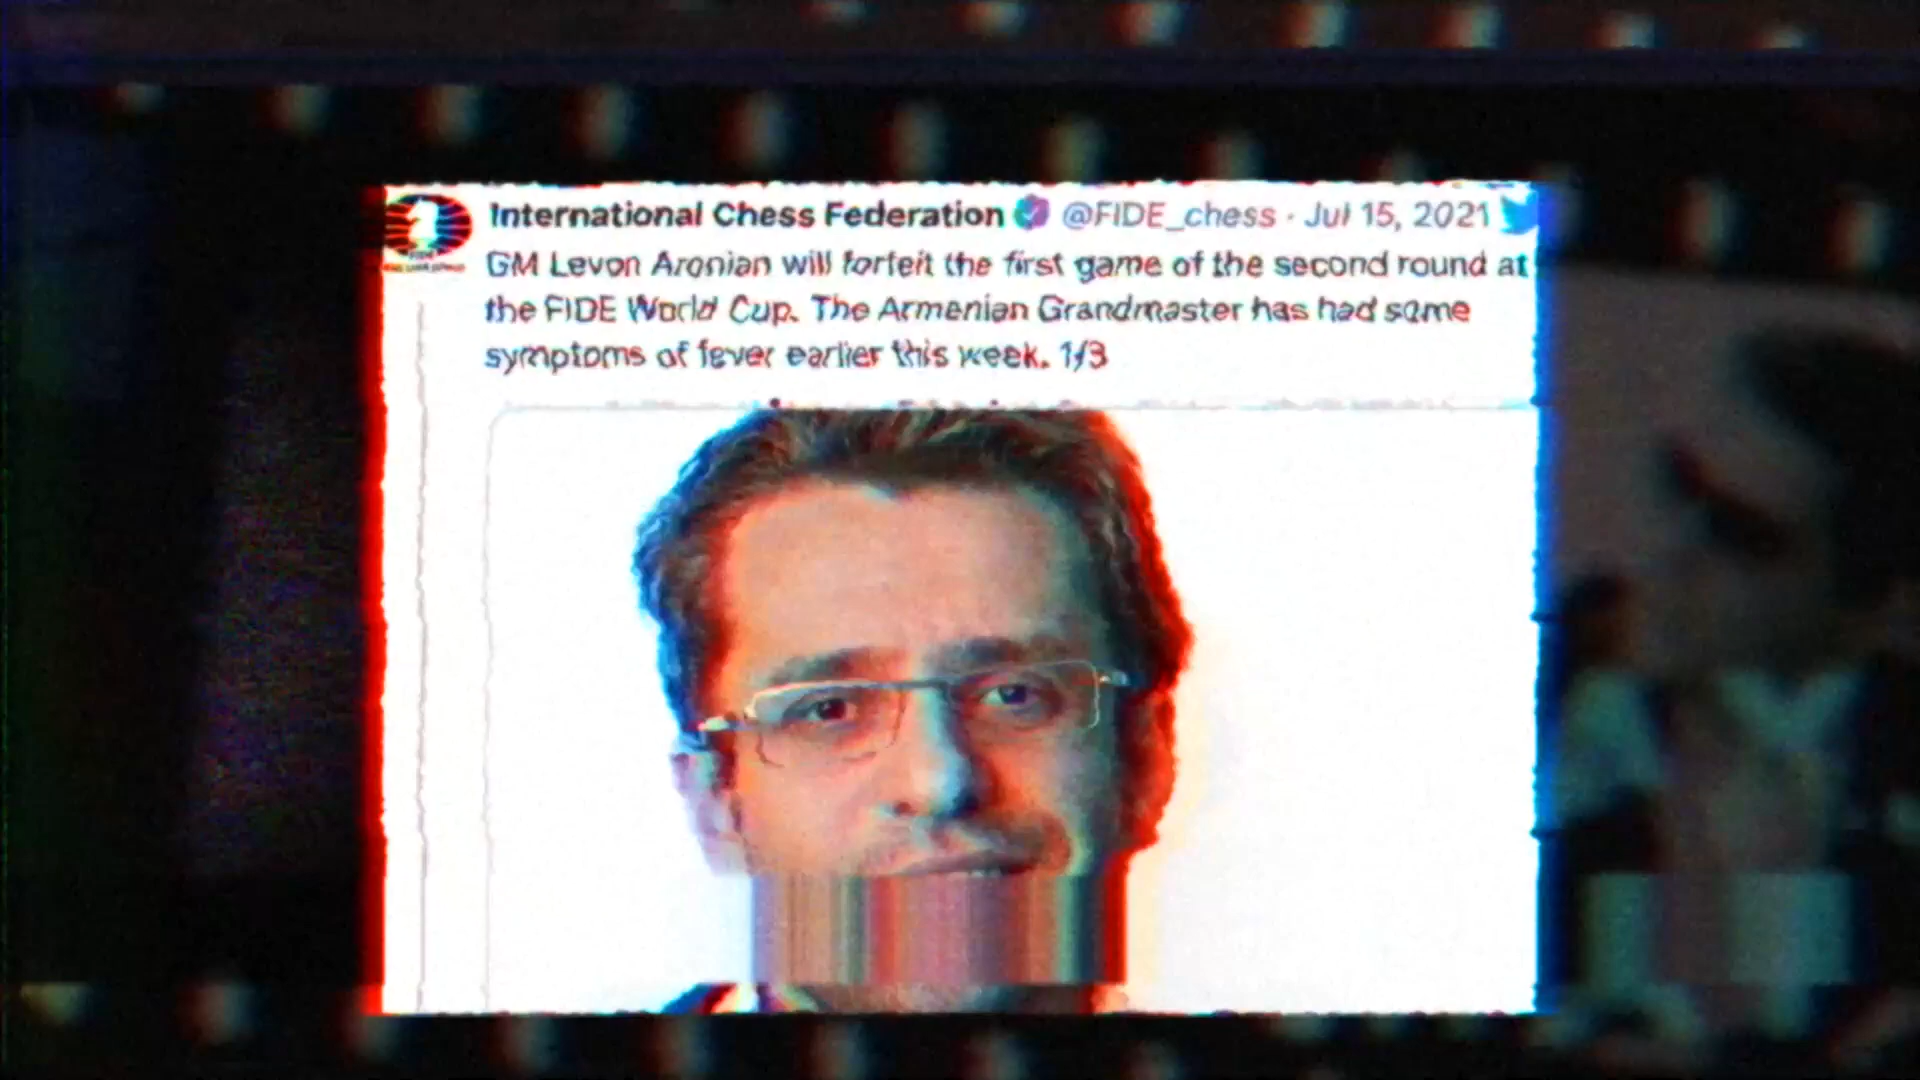 International Chess Federation @FIDE_chess · Jul 15, 2021
GM Levon Aronian will forfeit the first game of the second round at
the FIDE World Cup. The Armenian Grandmaster has had some
symptoms of fever earlier this week. 1/3